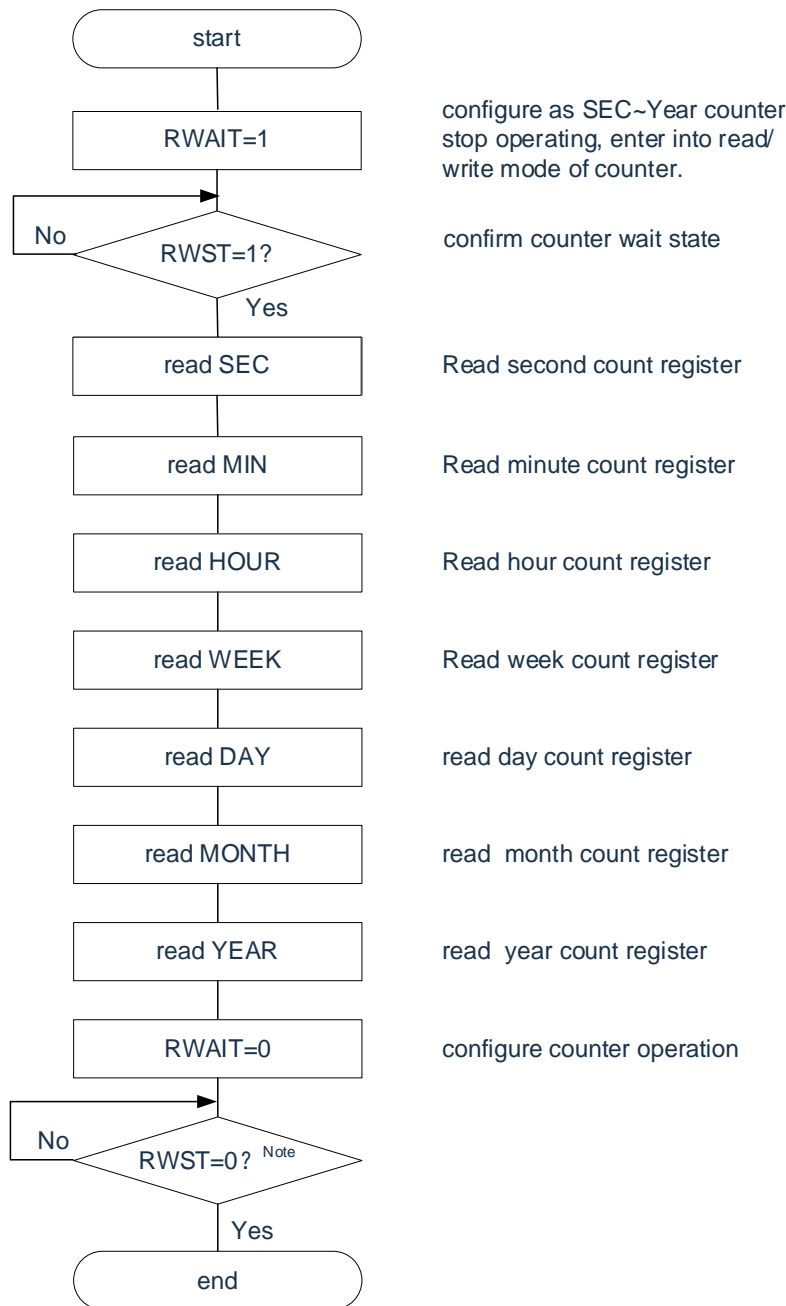 start
RWAIT=1
configure as SEC~Year counter
stop operating, enter into read/
write mode of counter.
No
RWST=1?
confirm counter wait state
Yes
read SEC
Read second count register
read MIN
Read minute count register
read HOUR
Read hour count register
read WEEK
Read week count register
read DAY
read day count register
read MONTH
read month count register
read YEAR
read year count register
RWAIT=0
configure counter operation
No
RWST=0? Note
Yes
end